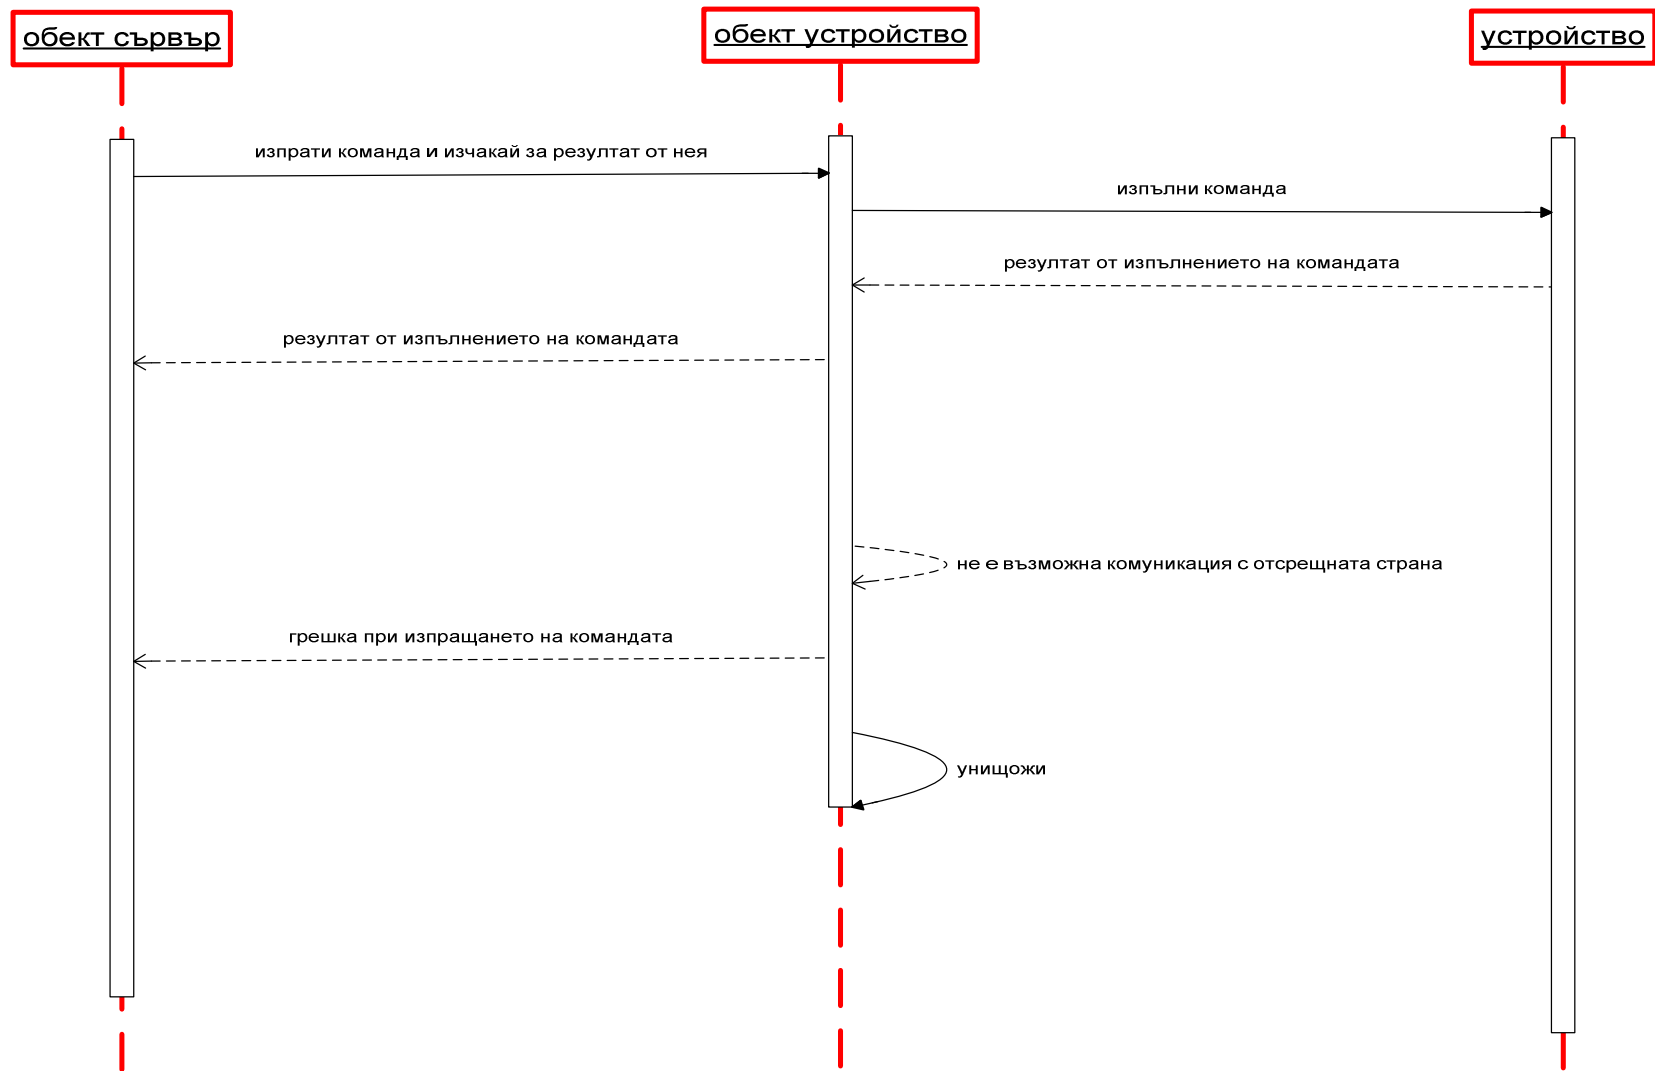 обект сървър
обект устройство
устройство
изпрати команда и изчакай за резултат от нея
изпълни команда
резултат от изпълнението на командата
резултат от изпълнението на командата
не е възможна комуникация с отсрещната страна
грешка при изпращането на командата
унищожи